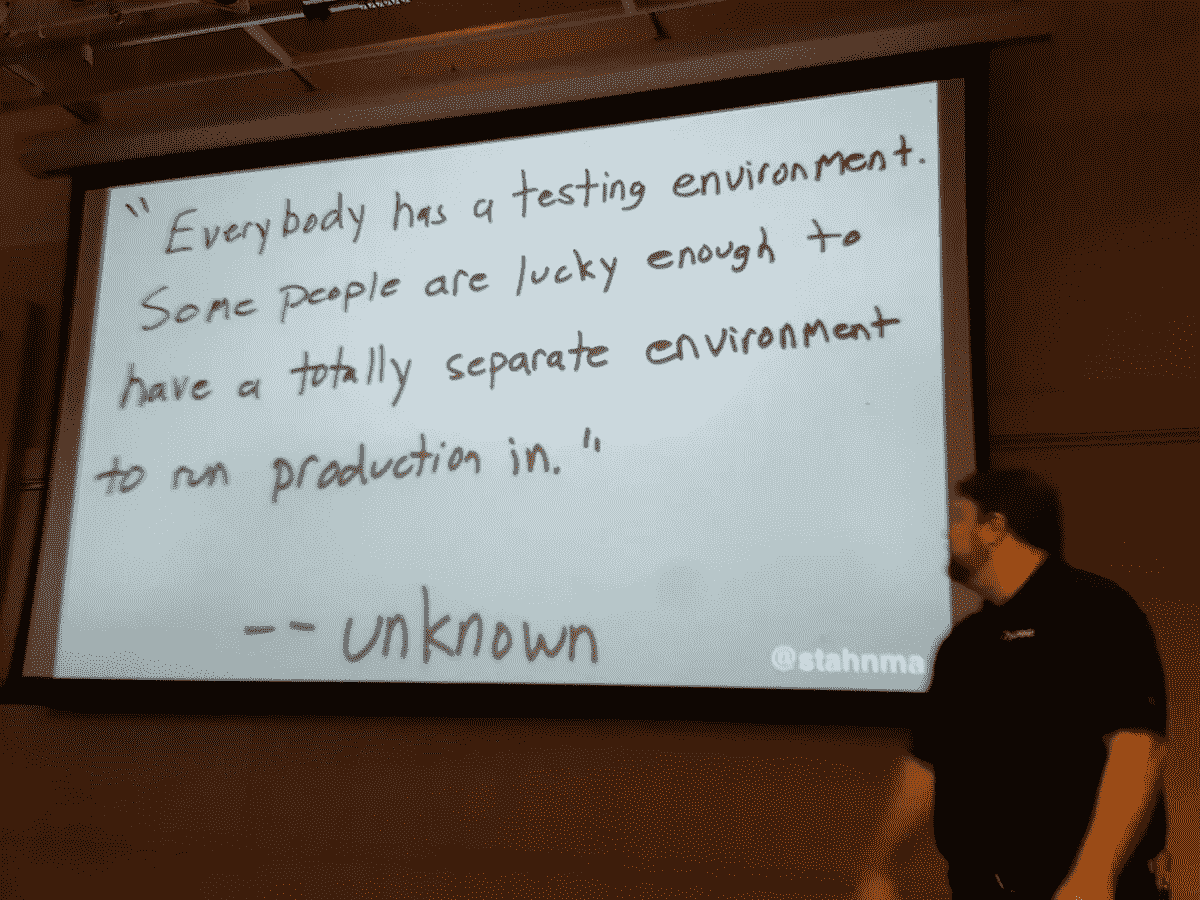 "Everybody has a testing environment.
Some people are lucky enough to
have a totally separate environment
to run production in."
-- unknown
@stahnma